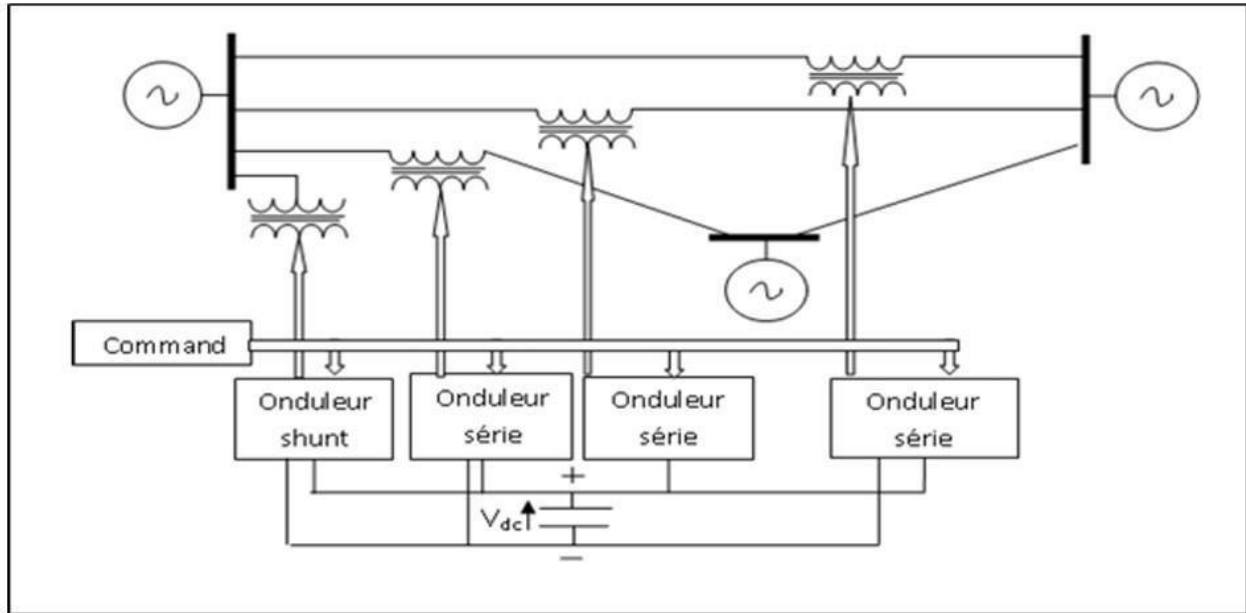 Command
Onduleur
shunt
Onduleur
série
Onduleur
série
Onduleur
série
+
Vdc
—